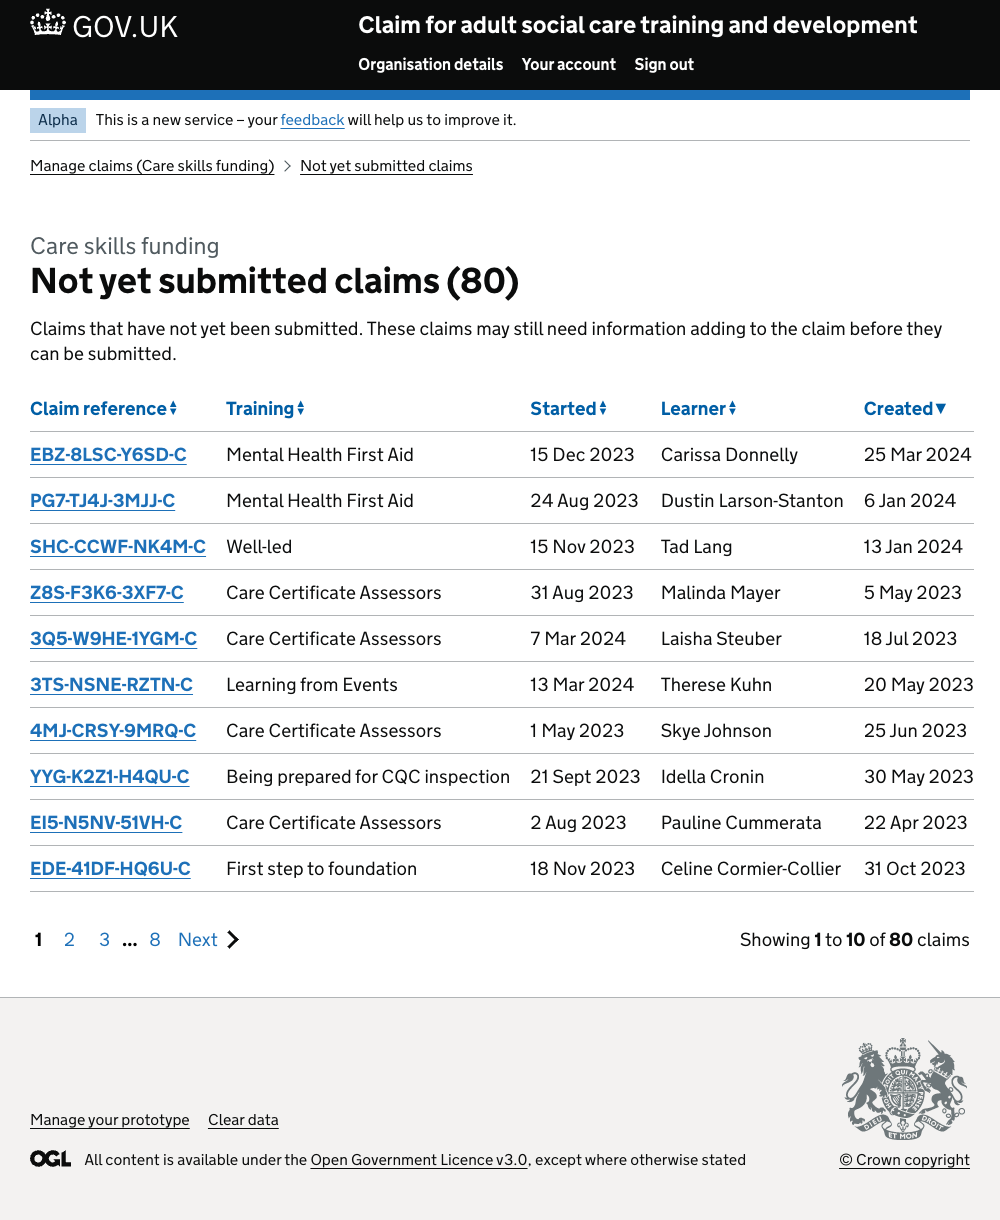 GOV.UK Claim for adult social care training and development
Organisation details Your account Sign out
Alpha This is a new service – your feedback will help us to improve it.
Manage claims (Care skills funding) Not yet submitted claims
Care skills funding
Not yet submitted claims (80)
Claims that have not yet been submitted. These claims may still need information adding to the claim before they
can be submitted.
Claim reference Training Started Learner Created
EBZ-8LSC-Y6SD-C Mental Health First Aid 15 Dec 2023 Carissa Donnelly 25 Mar 2024
PG7-TJ4J-3MJJ-C Mental Health First Aid 24 Aug 2023 Dustin Larson-Stanton 6 Jan 2024
SHC-CCWF-NK4M-C Well-led 15 Nov 2023 Tad Lang 13 Jan 2024
Z8S-F3K6-3XF7-C Care Certificate Assessors 31 Aug 2023 Malinda Mayer 5 May 2023
3Q5-W9HE-1YGM-C Care Certificate Assessors 7 Mar 2024 Laisha Steuber 18 Jul 2023
3TS-NSNE-RZTN-C Learning from Events 13 Mar 2024 Therese Kuhn 20 May 2023
4MJ-CRSY-9MRQ-C Care Certificate Assessors 1 May 2023 Skye Johnson 25 Jun 2023
YYG-K2Z1-H4QU-C Being prepared for CQC inspection 21 Sept 2023 Idella Cronin 30 May 2023
EI5-N5NV-51VH-C Care Certificate Assessors 2 Aug 2023 Pauline Cummerata 22 Apr 2023
EDE-41DF-HQ6U-C First step to foundation 18 Nov 2023 Celine Cormier-Collier 31 Oct 2023
1 2 3 ... 8 Next Showing 1 to 10 of 80 claims
DIEU ET MON DROIT
Manage your prototype Clear data
OGL All content is available under the Open Government Licence v3.0, except where otherwise stated © Crown copyright